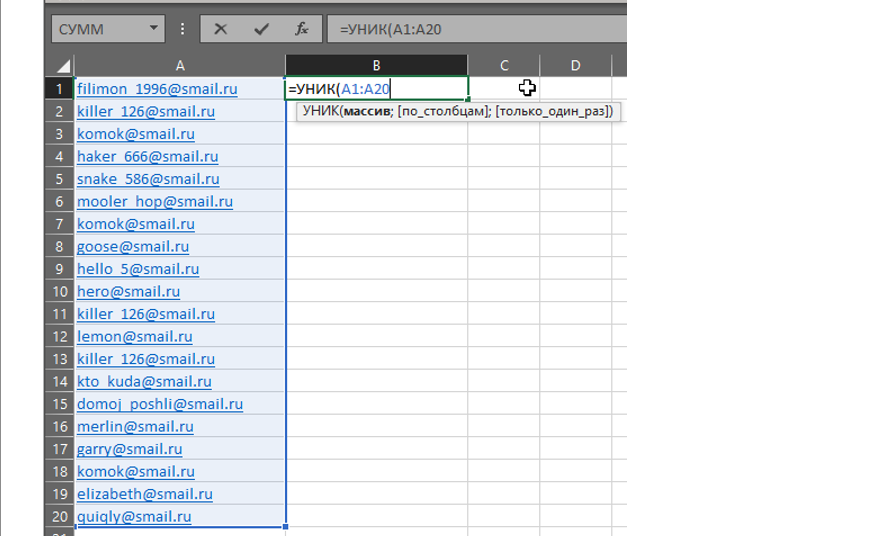 СУММ fx =УНИК(A1:A20
A B C D
1 filimon_1996@smail.ru =УНИК(A1:A20
2 killer_126@smail.ru УНИК(массив; [по_столбцам]; [только_один_раз])
3 komok@smail.ru
4 haker_666@smail.ru
5 snake_586@smail.ru
6 mooler_hop@smail.ru
7 komok@smail.ru
8 goose@smail.ru
9 hello_5@smail.ru
10 hero@smail.ru
11 killer_126@smail.ru
12 lemon@smail.ru
13 killer_126@smail.ru
14 kto_kuda@smail.ru
15 domoj_poshli@smail.ru
16 merlin@smail.ru
17 garry@smail.ru
18 komok@smail.ru
19 elizabeth@smail.ru
20 quiqly@smail.ru